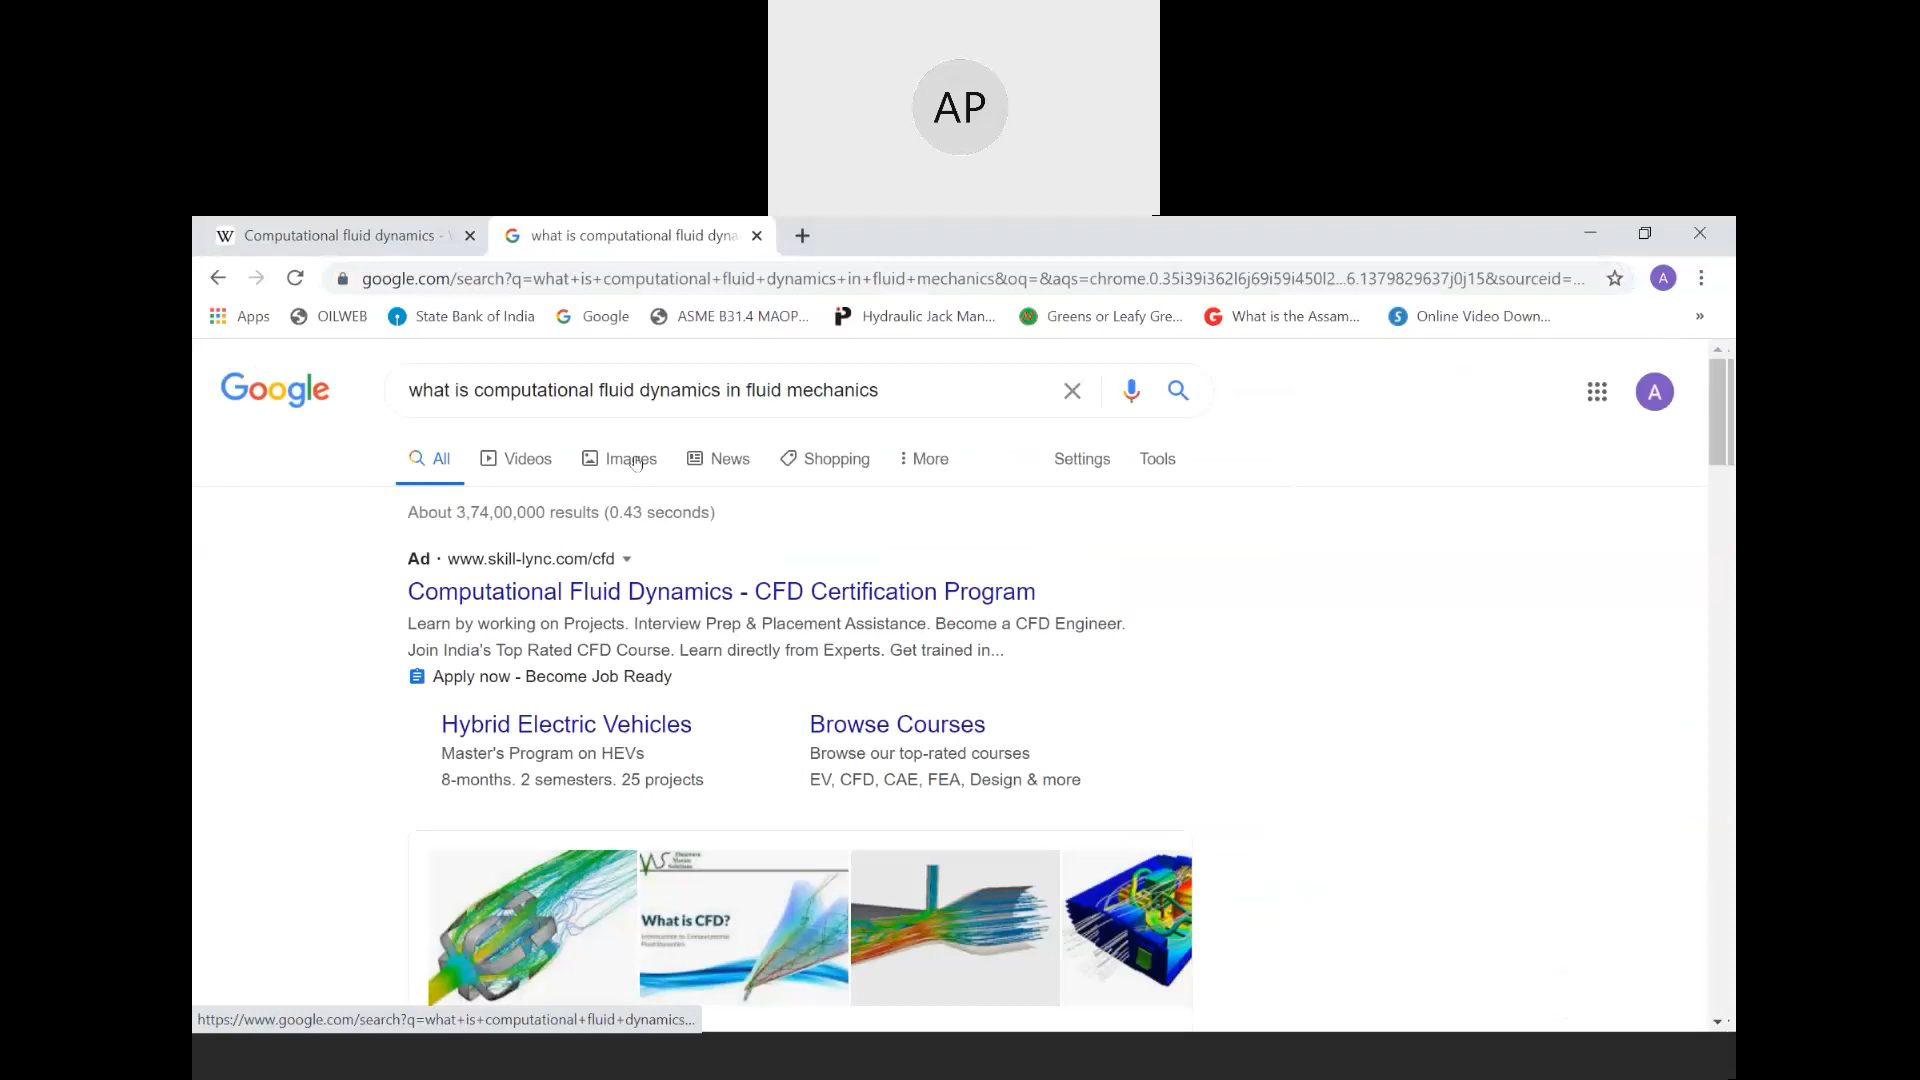 AP
Computational fluid dynamics -
what is computational fluid dyna
google.com/search?q=what+is+computational+fluid+dynamics+in+fluid+mechanics&oq=&aqs=chrome.0.35i39i362l6j69i59i450l2...6.1379829637j0j15&sourceid=...
A
Apps OILWEB State Bank of India Google ASME B31.4 MAOP... Hydraulic Jack Man... Greens or Leafy Gre... What is the Assam... Online Video Down... »
Google
what is computational fluid dynamics in fluid mechanics
A
All Videos Images News Shopping More Settings Tools
About 3,74,00,000 results (0.43 seconds)
Ad · www.skill-lync.com/cfd
Computational Fluid Dynamics - CFD Certification Program
Learn by working on Projects. Interview Prep & Placement Assistance. Become a CFD Engineer.
Join India's Top Rated CFD Course. Learn directly from Experts. Get trained in...
Apply now - Become Job Ready
Hybrid Electric Vehicles
Master's Program on HEVs
8-months. 2 semesters. 25 projects
Browse Courses
Browse our top-rated courses
EV, CFD, CAE, FEA, Design & more
What is CFD?
https://www.google.com/search?q=what+is+computational+fluid+dynamics...